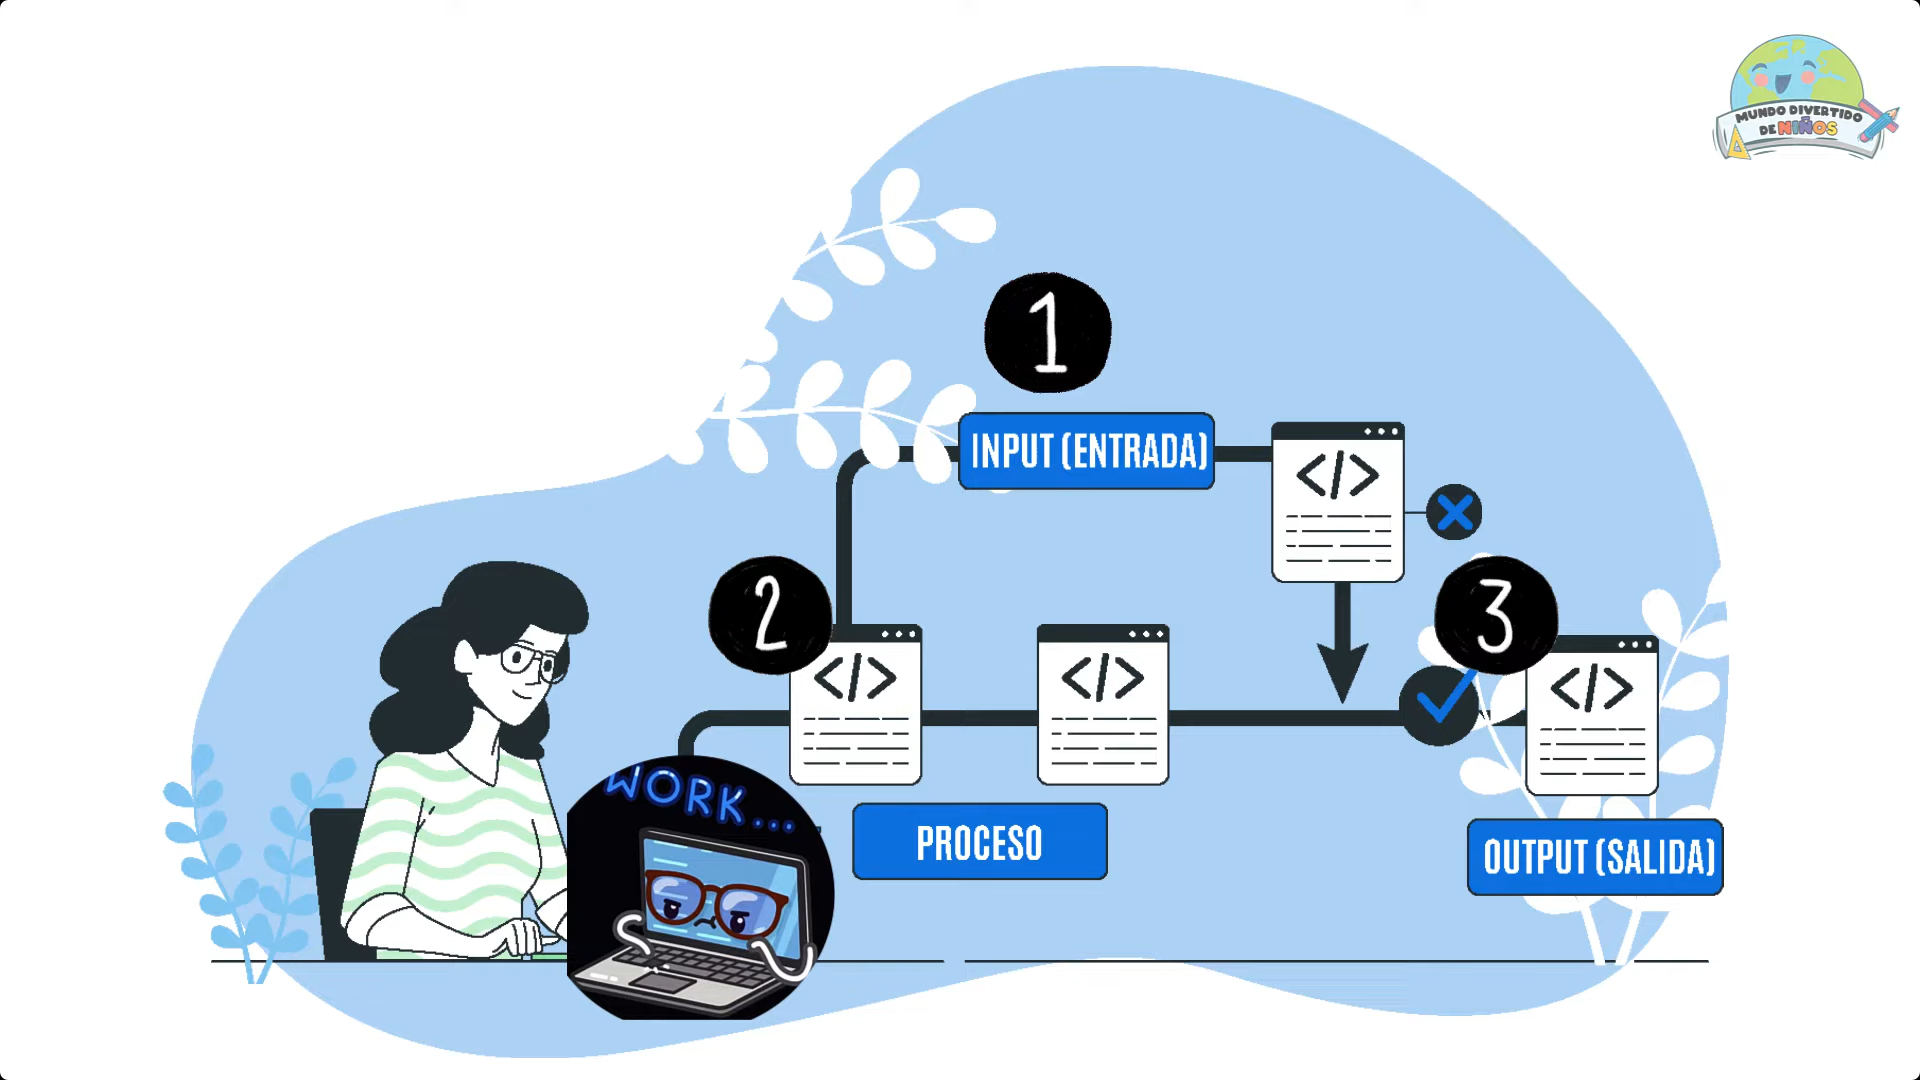 MUNDO DIVERTIDO
DE NIÑOS
1
INPUT (ENTRADA)
</>
2
3
</>
</>
</>
WORK...
PROCESO
OUTPUT (SALIDA)